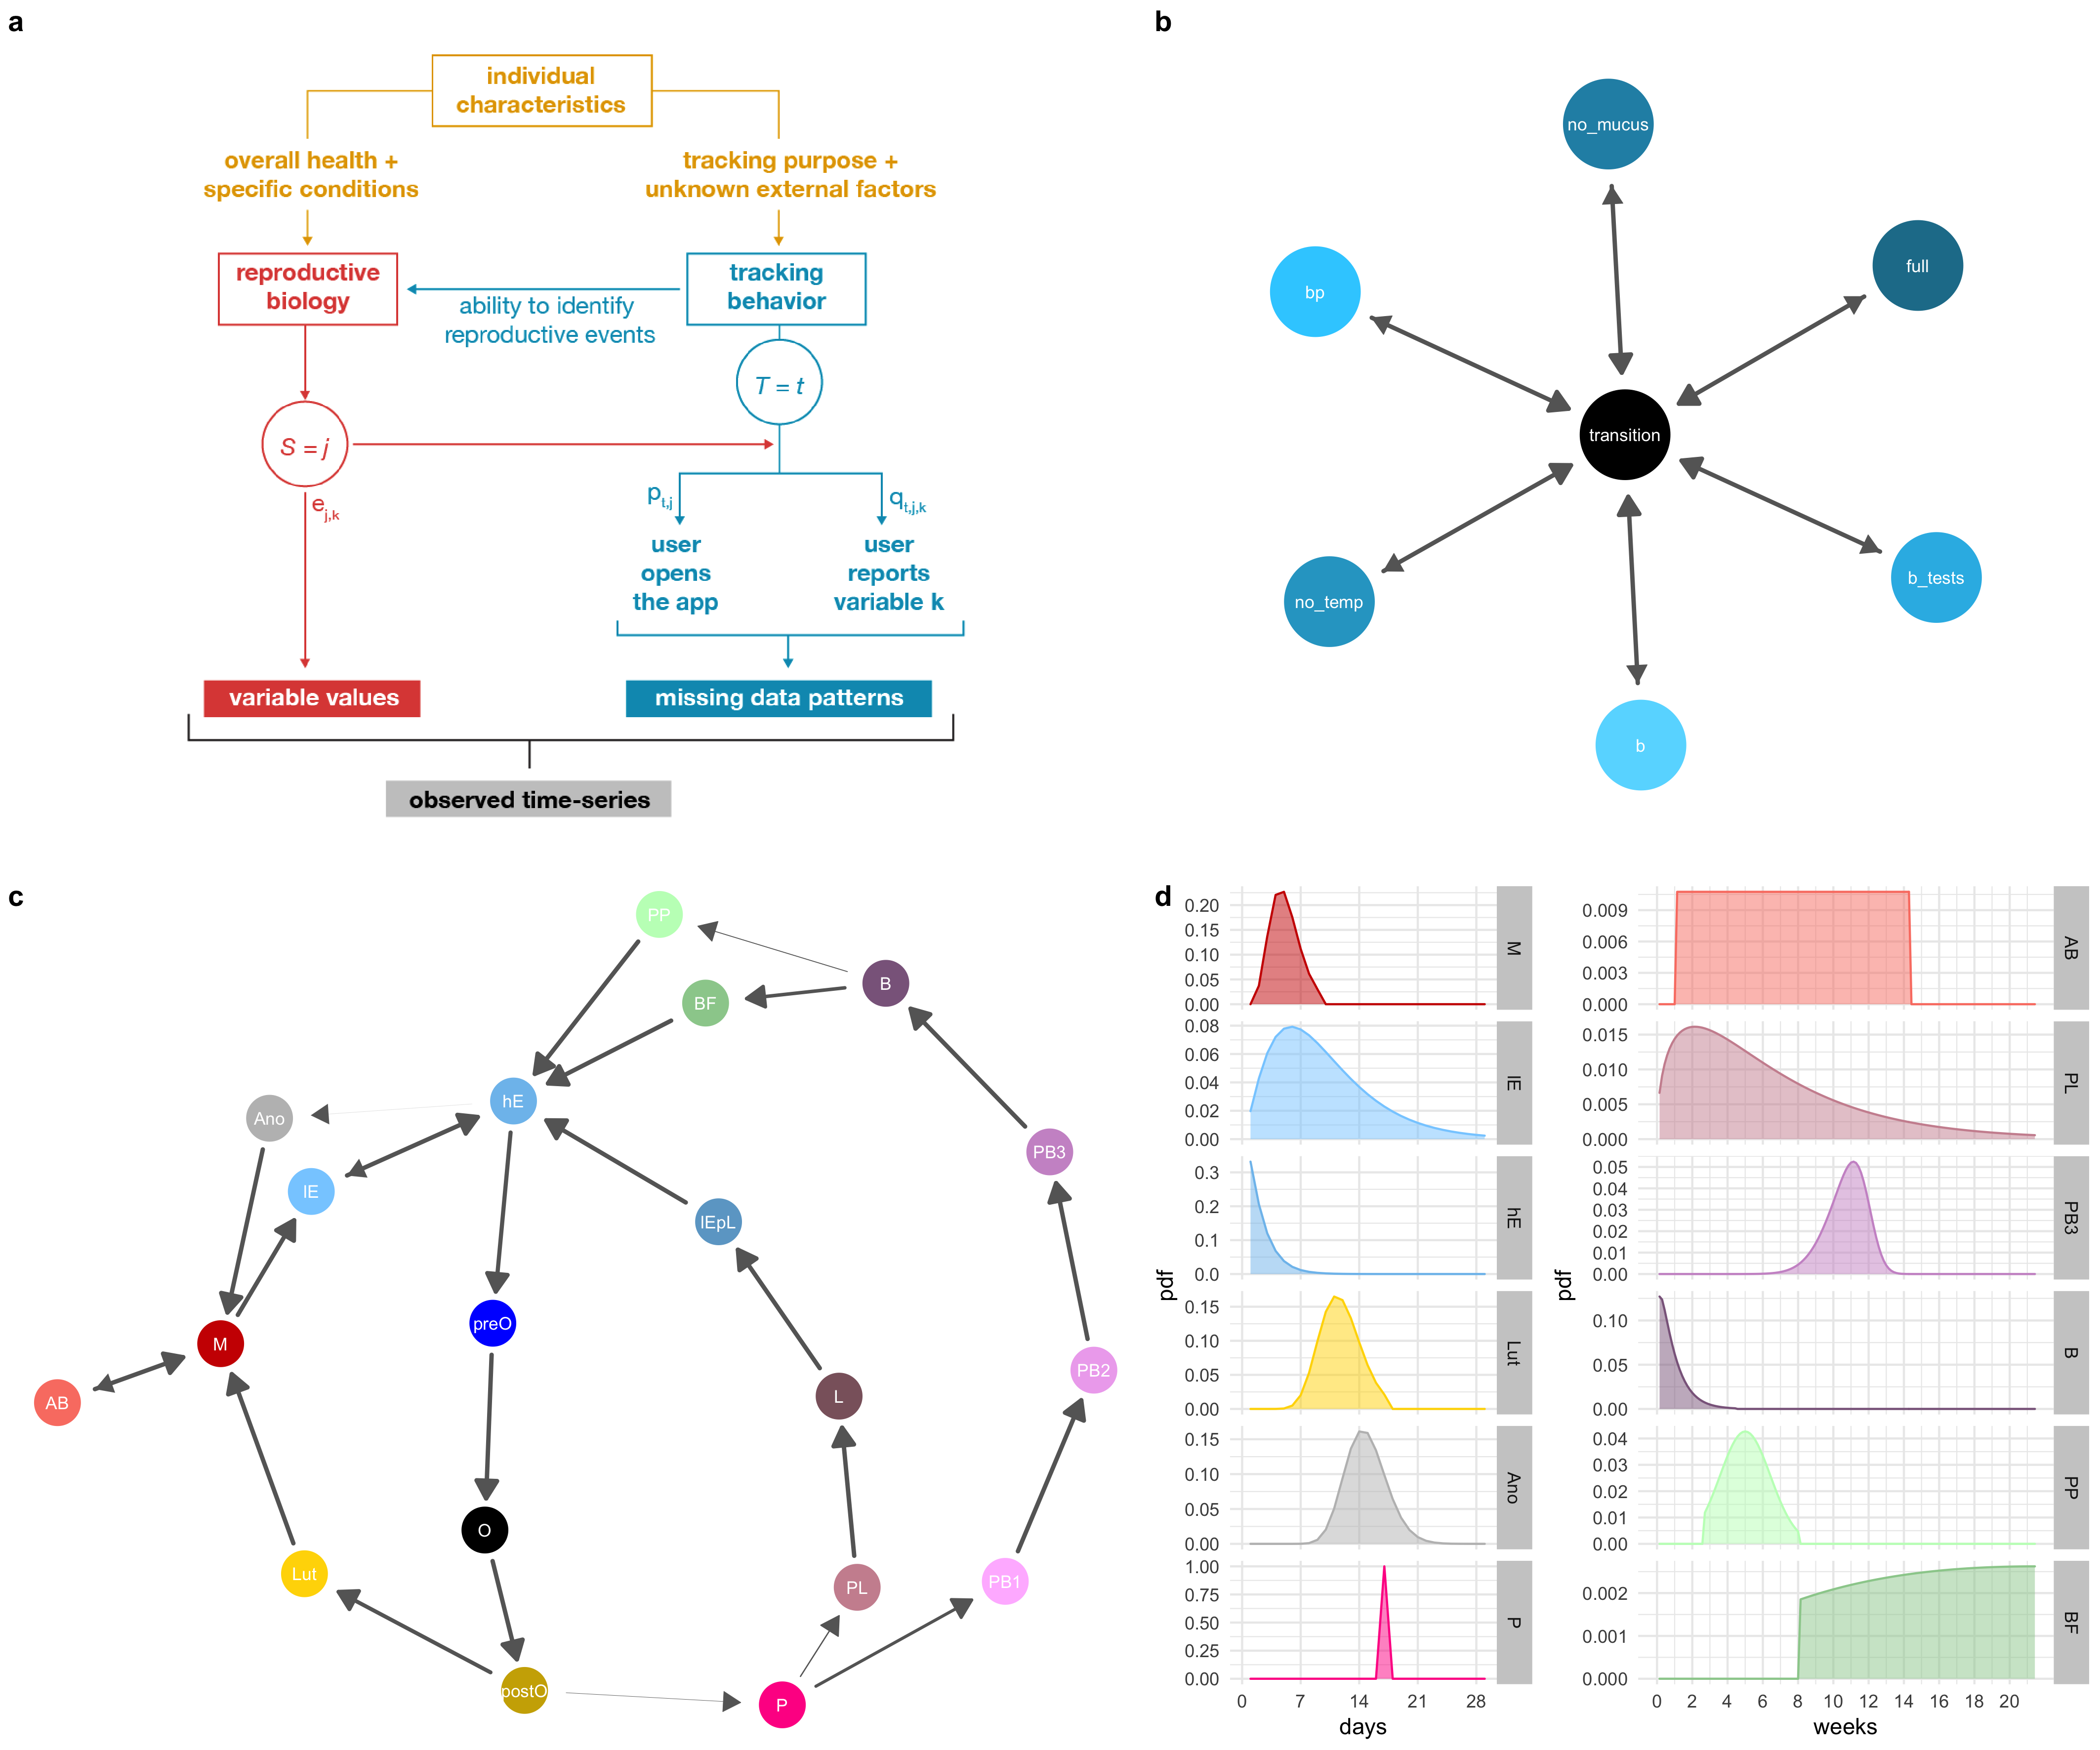 a
individual
characteristics
overall health +
specific conditions
tracking purpose +
unknown external factors
reproductive
biology
tracking
behavior
ability to identify
reproductive events
T = t
S = j
e j,k
p t,j
q t,j,k
user
opens
the app
user
reports
variable k
variable values
missing data patterns
observed time-series
b
no_mucus
full
bp
transition
no_temp
b_tests
b
c
PP
B
BF
hE
Ano
lE
PB3
lEpL
preO
M
AB
PB2
L
O
Lut
PL
PB1
postO
P
d
pdf
0.20
0.15
0.10
0.05
0.00
M
0.08
0.06
0.04
0.02
0.00
lE
0.3
0.2
0.1
0.0
hE
0.15
0.10
0.05
0.00
Lut
0.15
0.10
0.05
0.00
Ano
1.00
0.75
0.50
0.25
0.00
P
0 7 14 21 28
days
pdf
0.009
0.006
0.003
0.000
AB
0.015
0.010
0.005
0.000
PL
0.05
0.04
0.03
0.02
0.01
0.00
PB3
0.10
0.05
0.00
B
0.04
0.03
0.02
0.01
0.00
PP
0.002
0.001
0.000
BF
0 2 4 6 8 10 12 14 16 18 20
weeks